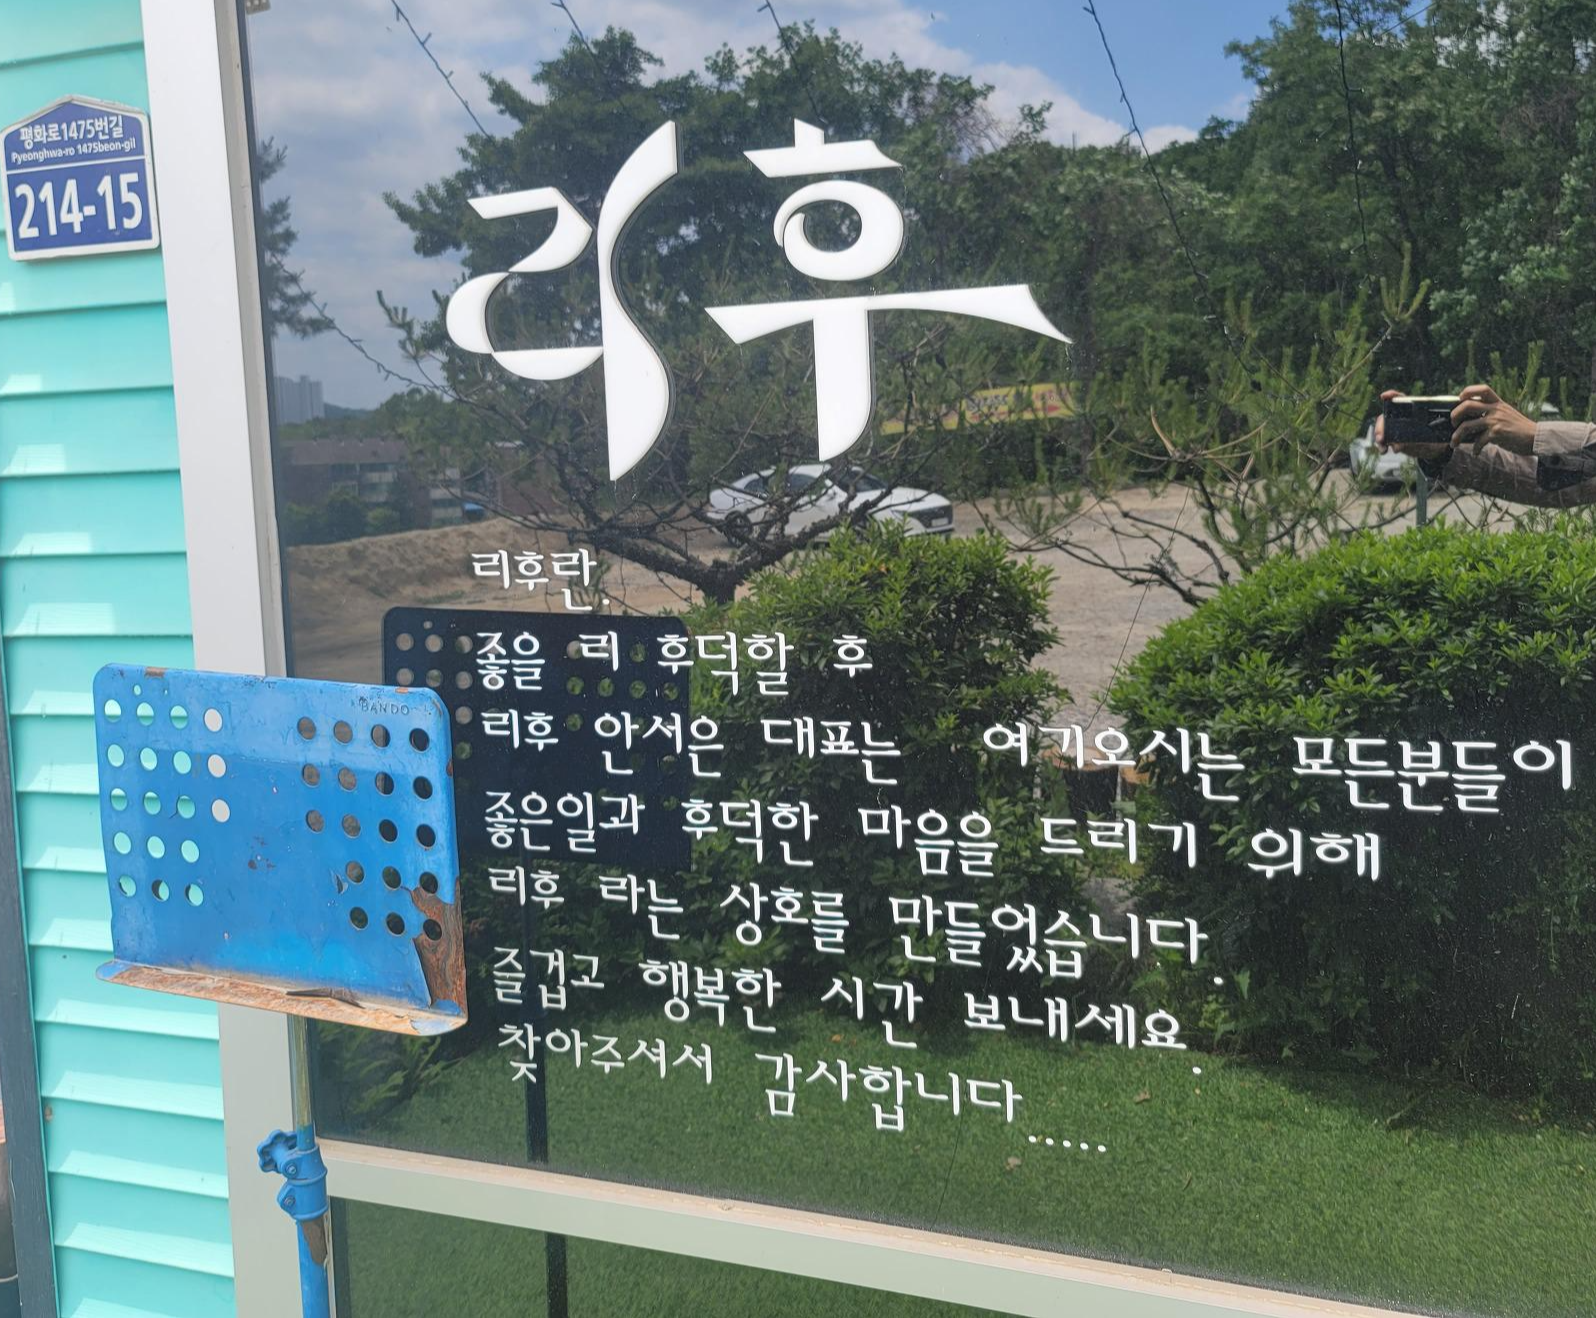 평화로1475번길
Pyeonghwa-ro 1475beon-gil
214-15
리후
리후란.
좋을 리 후덕할 후
리후 안서은 대표는 여기오시는 모든분들이
좋은일과 후덕한 마음을 드리기 위해
리후 라는 상호를 만들었습니다.
즐겁고 행복한 시간 보내세요.
찾아주셔서 감사합니다.....
BANDO